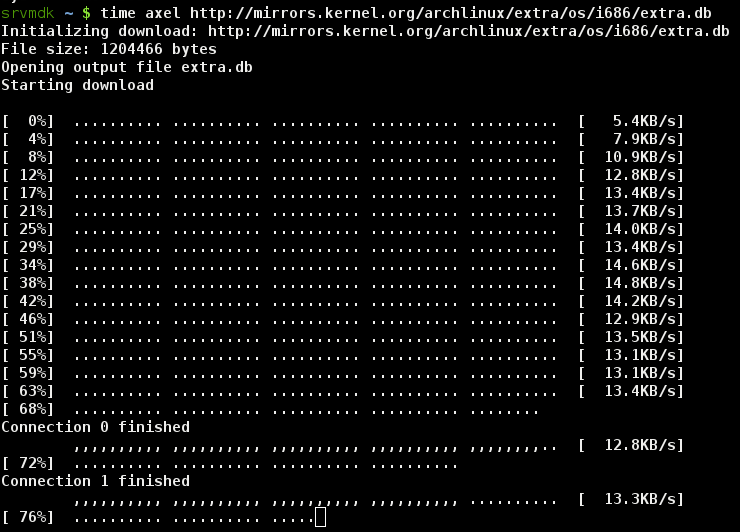 srvmdk ~ $ time axel http://mirrors.kernel.org/archlinux/extra/os/i686/extra.db
Initializing download: http://mirrors.kernel.org/archlinux/extra/os/i686/extra.db
File size: 1204466 bytes
Opening output file extra.db
Starting download
[  0%]  .......... .......... .......... .......... ..........  [   5.4KB/s]
[  4%]  .......... .......... .......... .......... ..........  [   7.9KB/s]
[  8%]  .......... .......... .......... .......... ..........  [  10.9KB/s]
[ 12%]  .......... .......... .......... .......... ..........  [  12.8KB/s]
[ 17%]  .......... .......... .......... .......... ..........  [  13.4KB/s]
[ 21%]  .......... .......... .......... .......... ..........  [  13.7KB/s]
[ 25%]  .......... .......... .......... .......... ..........  [  14.0KB/s]
[ 29%]  .......... .......... .......... .......... ..........  [  13.4KB/s]
[ 34%]  .......... .......... .......... .......... ..........  [  14.6KB/s]
[ 38%]  .......... .......... .......... .......... ..........  [  14.8KB/s]
[ 42%]  .......... .......... .......... .......... ..........  [  14.2KB/s]
[ 46%]  .......... .......... .......... .......... ..........  [  12.9KB/s]
[ 51%]  .......... .......... .......... .......... ..........  [  13.5KB/s]
[ 55%]  .......... .......... .......... .......... ..........  [  13.1KB/s]
[ 59%]  .......... .......... .......... .......... ..........  [  13.1KB/s]
[ 63%]  .......... .......... .......... .......... ..........  [  13.4KB/s]
[ 68%]  .......... .......... .......... .......... ........
Connection 0 finished
        ,,,,,,,,,, ,,,,,,,,,, ,,,,,,,,,, ,,,,,,,,,, ,,,,,,,,..  [  12.8KB/s]
[ 72%]  .......... .......... .......... ..........
Connection 1 finished
        ,,,,,,,,,, ,,,,,,,,,, ,,,,,,,,,, ,,,,,,,,,, ..........  [  13.3KB/s]
[ 76%]  .......... .......... .....